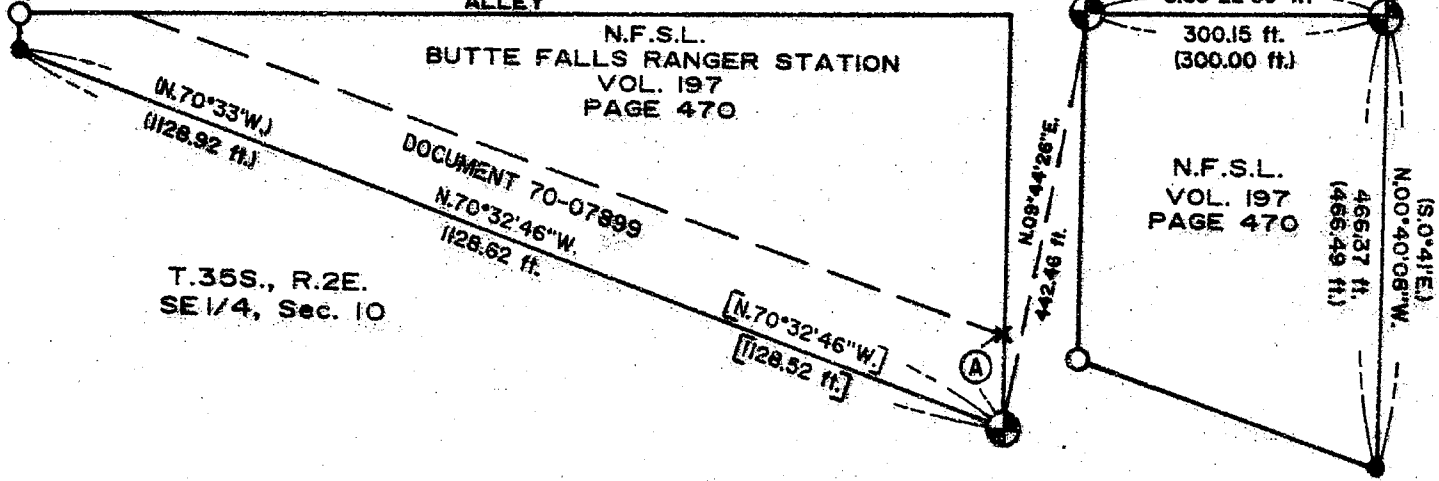 ALLEY
N.F.S.L.
BUTTE FALLS RANGER STATION
VOL. 197
PAGE 470
(N.70°33'W.)
(1128.92 ft.)
DOCUMENT 70-07899
N.70°32'46"W.
1128.62 ft.
[N.70°32'46"W.]
[1128.52 ft.]
A
T.35S., R.2E.
SE 1/4, Sec. 10
N.09°44'26"E.
442.46 ft.
300.15 ft.
(300.00 ft.)
N.F.S.L.
VOL. 197
PAGE 470
(S.0°41'E.)
N.00°40'08"W.
466.37 ft.
(466.49 ft.)